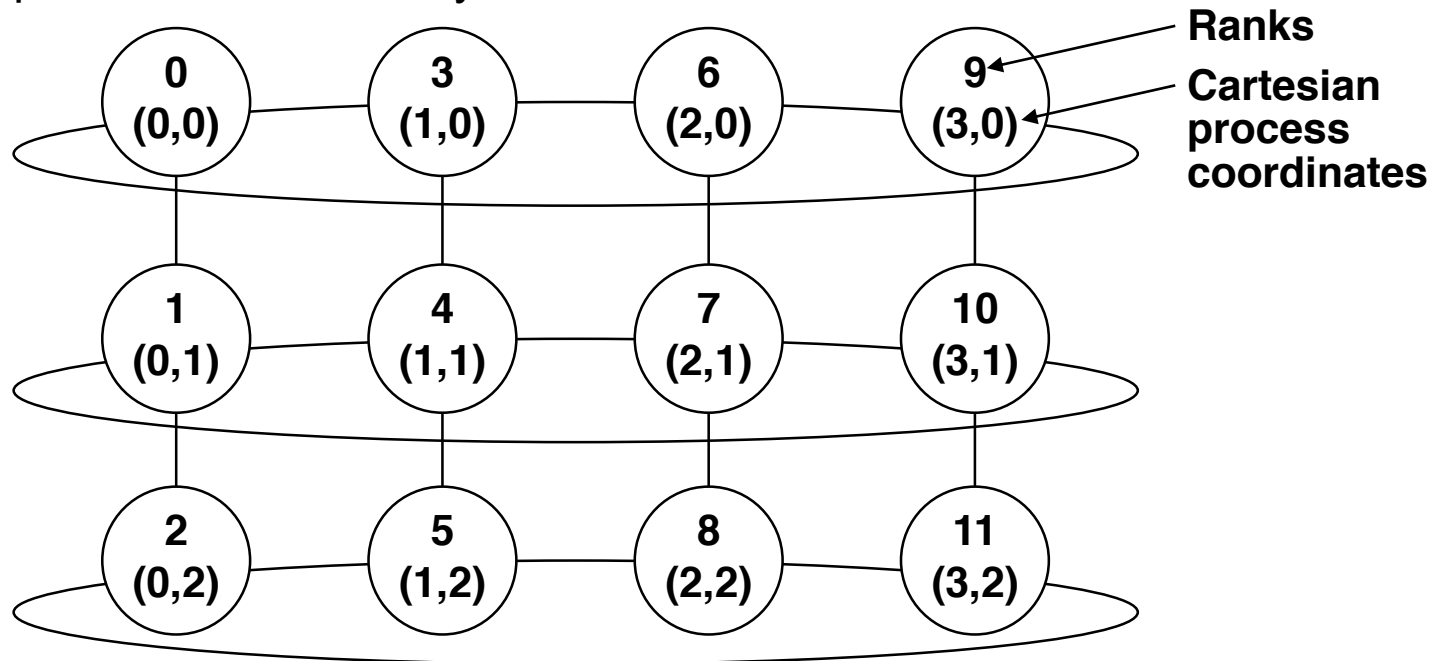 0 3 6 9 Ranks
(0,0) (1,0) (2,0) (3,0) Cartesian
process
coordinates
1 4 7 10
(0,1) (1,1) (2,1) (3,1)
2 5 8 11
(0,2) (1,2) (2,2) (3,2)